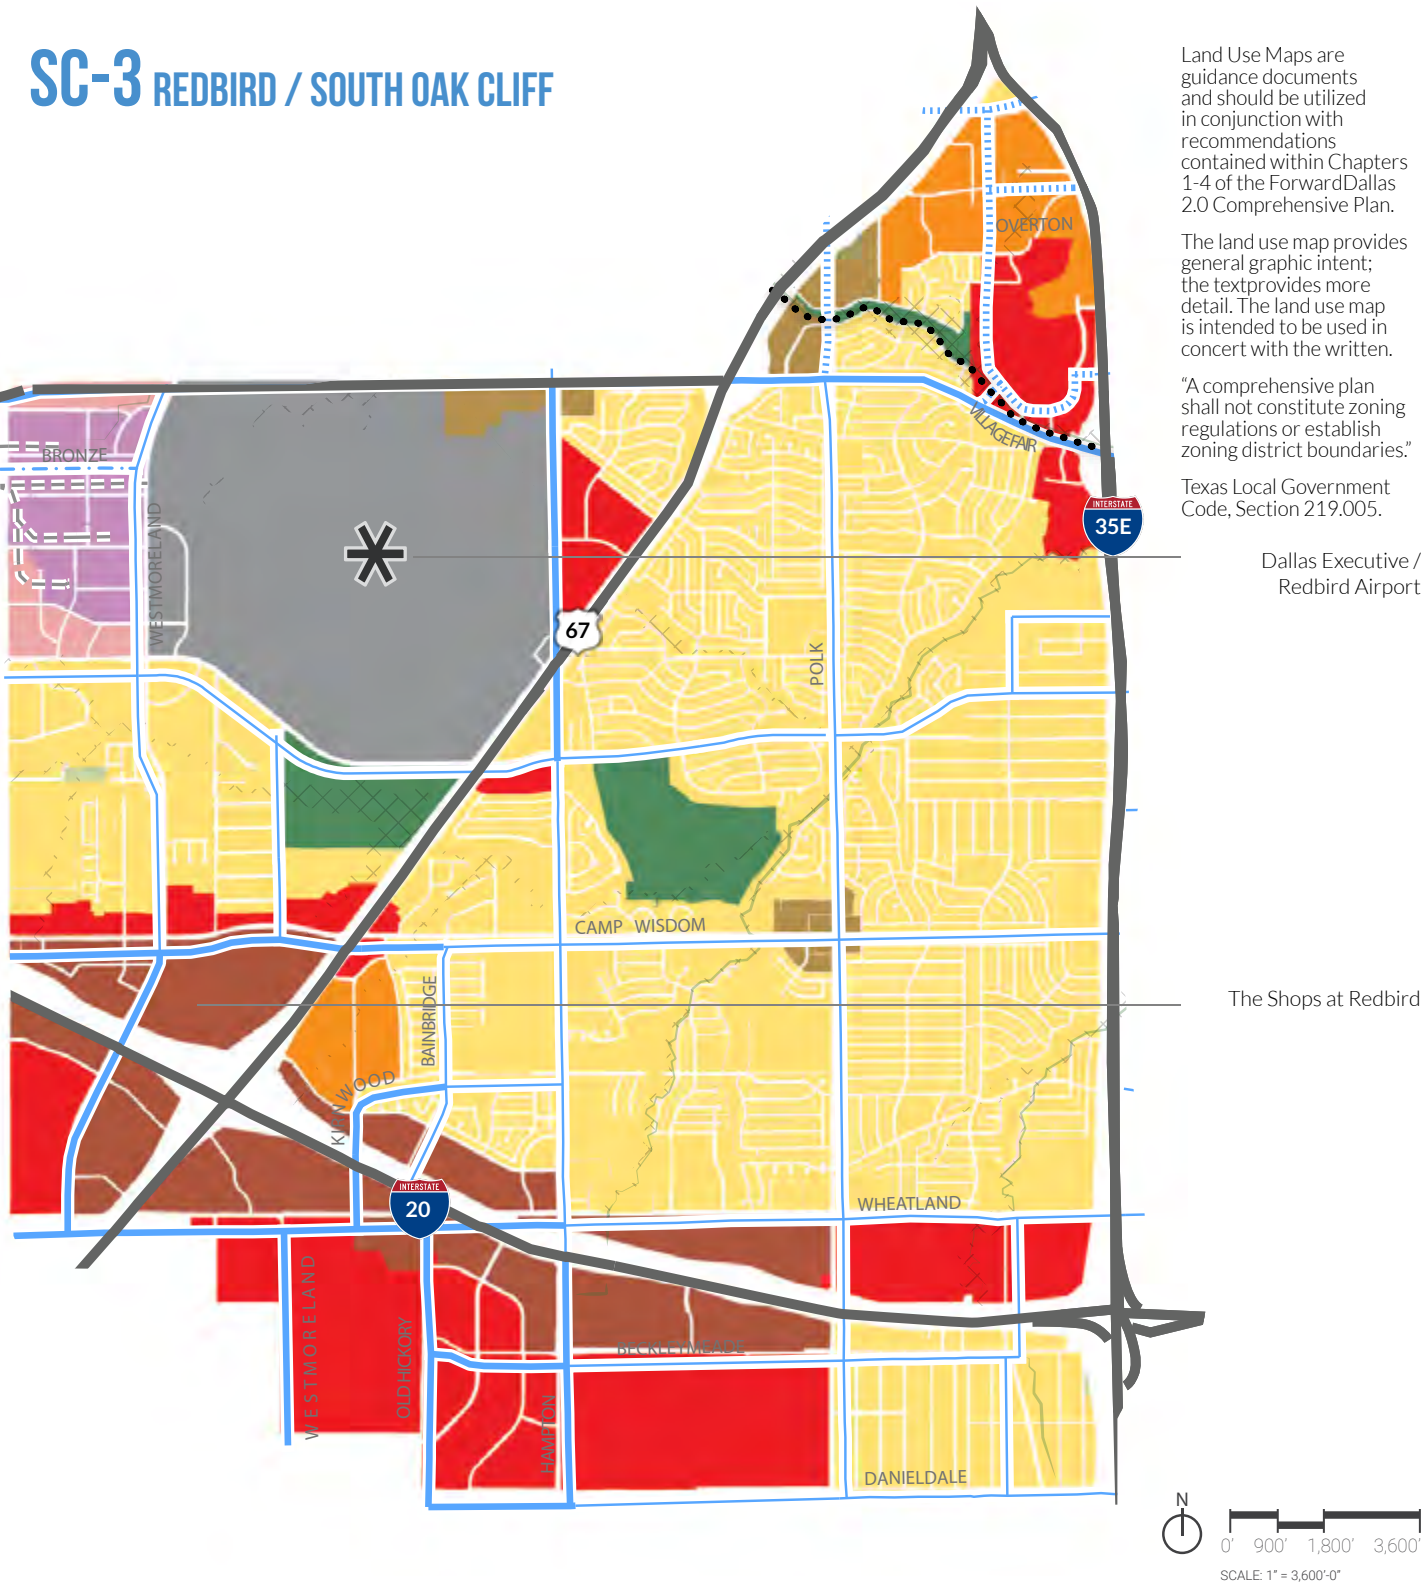 SC-3 REDBIRD / SOUTH OAK CLIFF
Land Use Maps are
guidance documents
and should be utilized
in conjunction with
recommendations
contained within Chapters
1-4 of the ForwardDallas
2.0 Comprehensive Plan.
The land use map provides
general graphic intent;
the textprovides more
detail. The land use map
is intended to be used in
concert with the written.
“A comprehensive plan
shall not constitute zoning
regulations or establish
zoning district boundaries.”
Texas Local Government
Code, Section 219.005.
Dallas Executive /
Redbird Airport
The Shops at Redbird
OVERTON
VILLAGEFAIR
BRONZE
WESTMORELAND
INTERSTATE
35E
67
POLK
CAMP WISDOM
BAINBRIDGE
KIRNWOOD
INTERSTATE
20
WHEATLAND
WESTMORELAND
OLD HICKORY
BECKLEYMEADE
HAMPTON
DANIELDALE
N
0' 900' 1,800' 3,600'
SCALE: 1” = 3,600’-0”